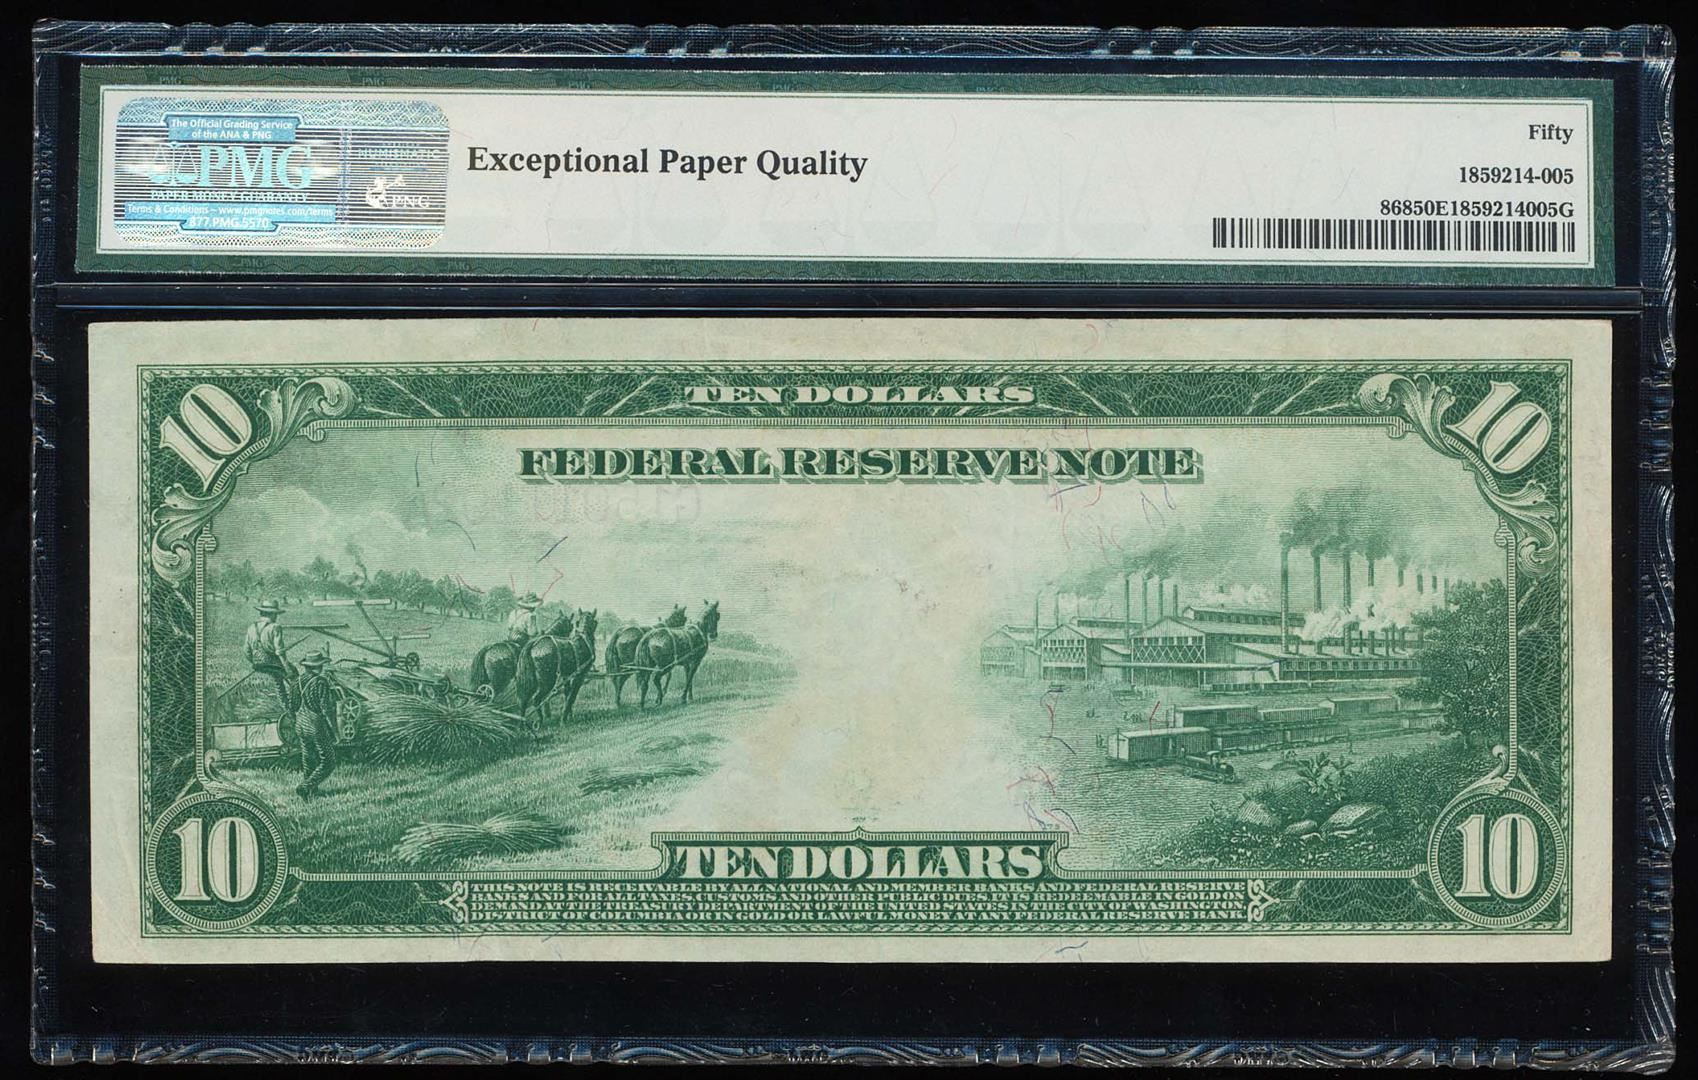 The Official Grading Service
of the ANA & PNG
PMG
PAPER MONEY GUARANTY
Terms & Conditions – www.pmgnotes.com/terms
877.PMG.5570
PNG
Exceptional Paper Quality
Fifty
1859214-005
86850E1859214005G
10
TEN DOLLARS
10
FEDERAL RESERVE NOTE
10
TEN DOLLARS
10
THIS NOTE IS RECEIVABLE BY ALL NATIONAL AND MEMBER BANKS AND FEDERAL RESERVE
BANKS AND FOR ALL TAXES, CUSTOMS AND OTHER PUBLIC DUES. IT IS REDEEMABLE IN GOLD ON
DEMAND AT THE TREASURY DEPARTMENT OF THE UNITED STATES IN THE CITY OF WASHINGTON,
DISTRICT OF COLUMBIA OR IN GOLD OR LAWFUL MONEY AT ANY FEDERAL RESERVE BANK.